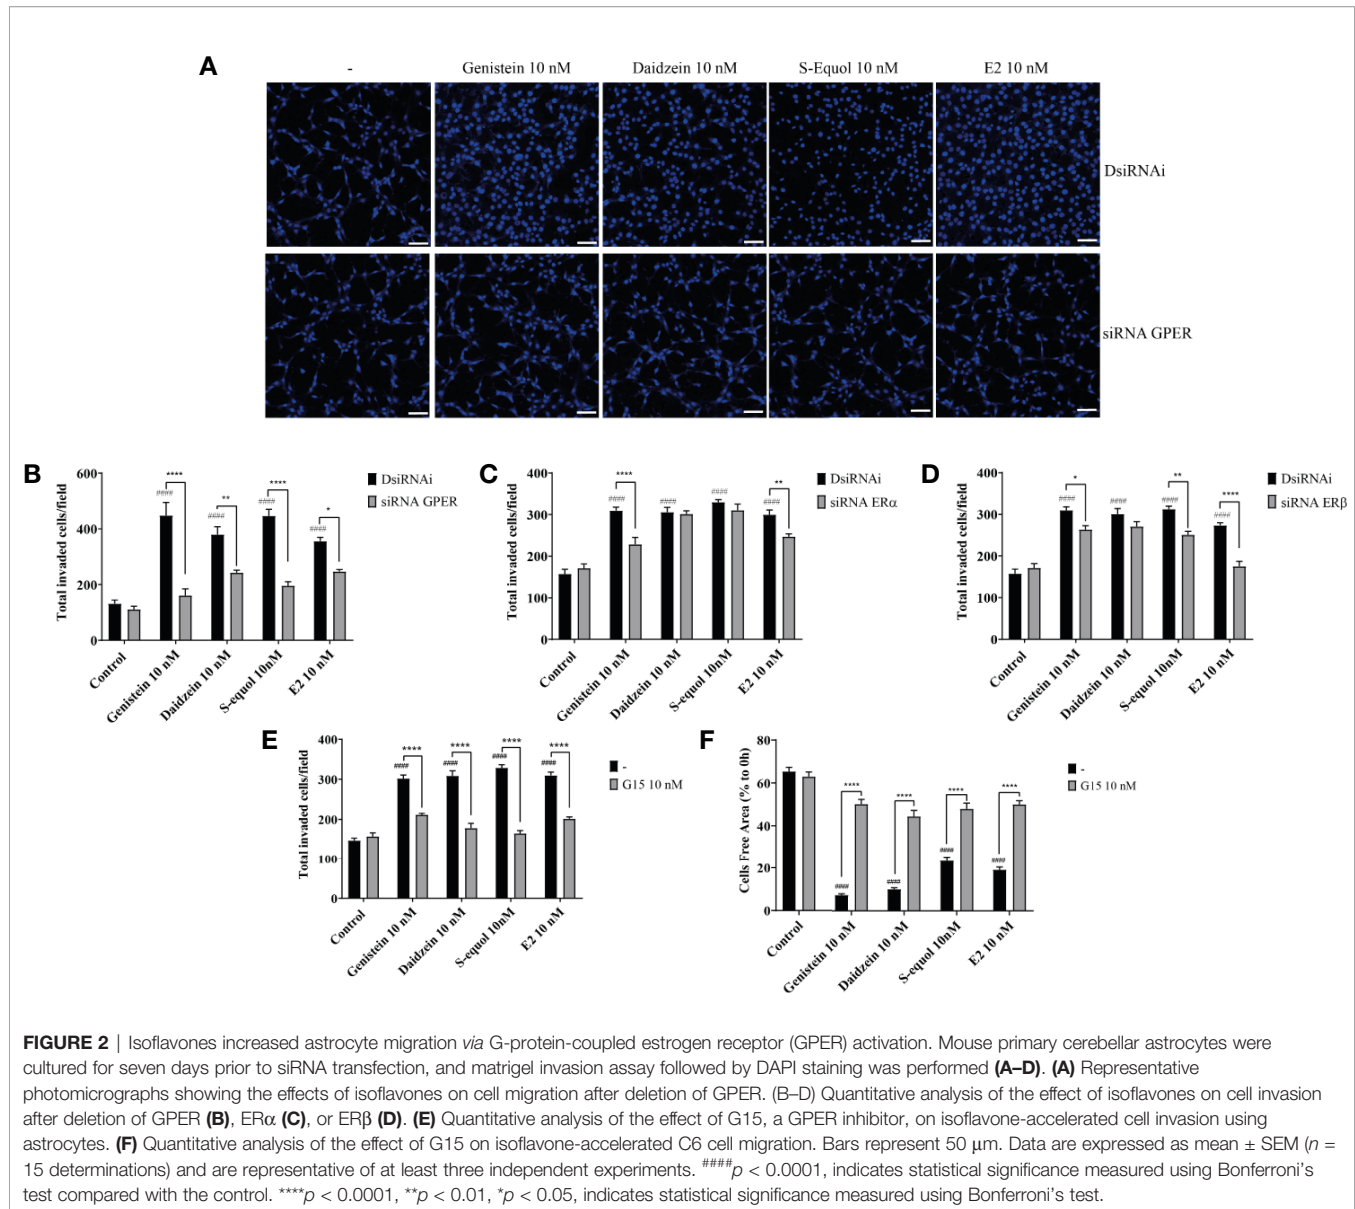 A
-
Genistein 10 nM
Daidzein 10 nM
S-Equol 10 nM
E2 10 nM
DsiRNAi
siRNA GPER
B
Total invaded cells/field
600
400
200
0
####
####
####
####
****
**
****
*
DsiRNAi
siRNA GPER
Control
Genistein 10 nM
Daidzein 10 nM
S-equol 10nM
E2 10 nM
C
Total invaded cells/field
400
300
200
100
0
####
####
####
####
****
**
DsiRNAi
siRNA ERα
Control
Genistein 10 nM
Daidzein 10 nM
S-equol 10nM
E2 10 nM
D
Total invaded cells/field
400
300
200
100
0
####
####
####
####
*
**
****
DsiRNAi
siRNA ERβ
Control
Genistein 10 nM
Daidzein 10 nM
S-equol 10nM
E2 10 nM
E
Total invaded cells/field
400
300
200
100
0
####
####
####
####
****
****
****
****
-
G15 10 nM
Control
Genistein 10 nM
Daidzein 10 nM
S-equol 10nM
E2 10 nM
F
Cells Free Area (% to 0h)
80
60
40
20
0
####
####
####
####
****
****
****
****
-
G15 10 nM
Control
Genistein 10 nM
Daidzein 10 nM
S-equol 10nM
E2 10 nM
FIGURE 2 | Isoflavones increased astrocyte migration via G-protein-coupled estrogen receptor (GPER) activation. Mouse primary cerebellar astrocytes were
cultured for seven days prior to siRNA transfection, and matrigel invasion assay followed by DAPI staining was performed (A–D). (A) Representative
photomicrographs showing the effects of isoflavones on cell migration after deletion of GPER. (B–D) Quantitative analysis of the effect of isoflavones on cell invasion
after deletion of GPER (B), ERα (C), or ERβ (D). (E) Quantitative analysis of the effect of G15, a GPER inhibitor, on isoflavone-accelerated cell invasion using
astrocytes. (F) Quantitative analysis of the effect of G15 on isoflavone-accelerated C6 cell migration. Bars represent 50 μm. Data are expressed as mean ± SEM (n =
15 determinations) and are representative of at least three independent experiments. ####p < 0.0001, indicates statistical significance measured using Bonferroni’s
test compared with the control. ****p < 0.0001, **p < 0.01, *p < 0.05, indicates statistical significance measured using Bonferroni’s test.